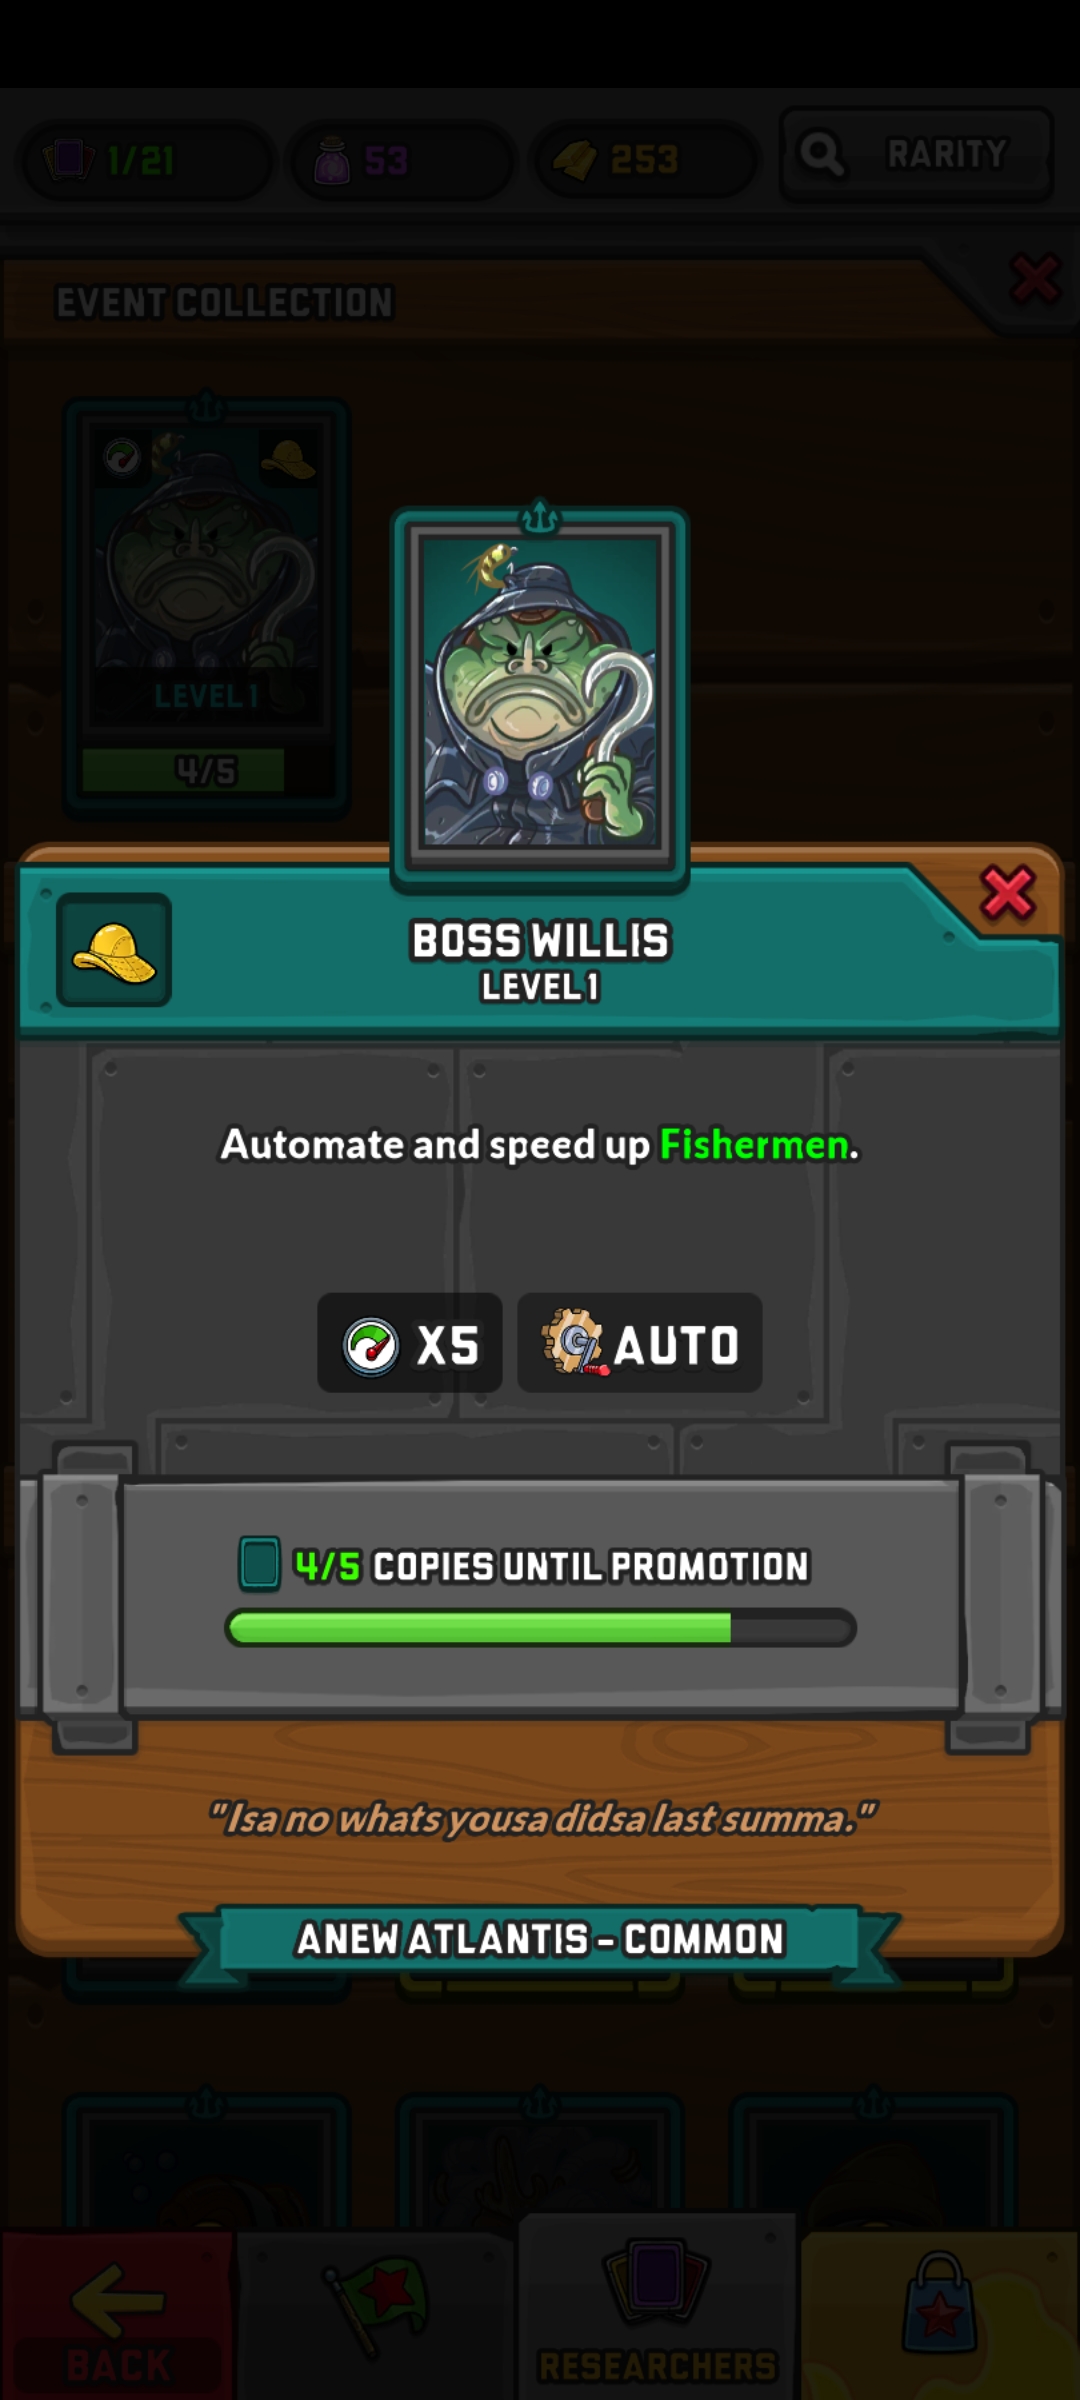 1/21
53
253
RARITY
EVENT COLLECTION
LEVEL 1
4/5
BOSS WILLIS
LEVEL 1
Automate and speed up Fishermen.
X5
AUTO
4/5 COPIES UNTIL PROMOTION
"Isa no whats yousa didsa last summa."
ANEW ATLANTIS - COMMON
BACK
RESEARCHERS